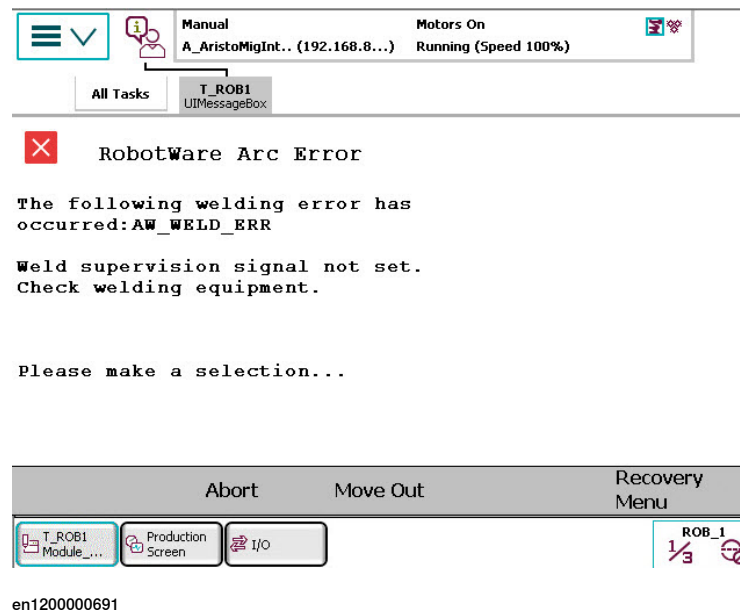 Manual
A_AristoMigInt.. (192.168.8...)
Motors On
Running (Speed 100%)
All Tasks
T_ROB1
UIMessageBox
RobotWare Arc Error
The following welding error has
occurred:AW_WELD_ERR
Weld supervision signal not set.
Check welding equipment.
Please make a selection...
Abort
Move Out
Recovery
Menu
T_ROB1
Module_...
Production
Screen
I/O
ROB_1
1/3
en1200000691